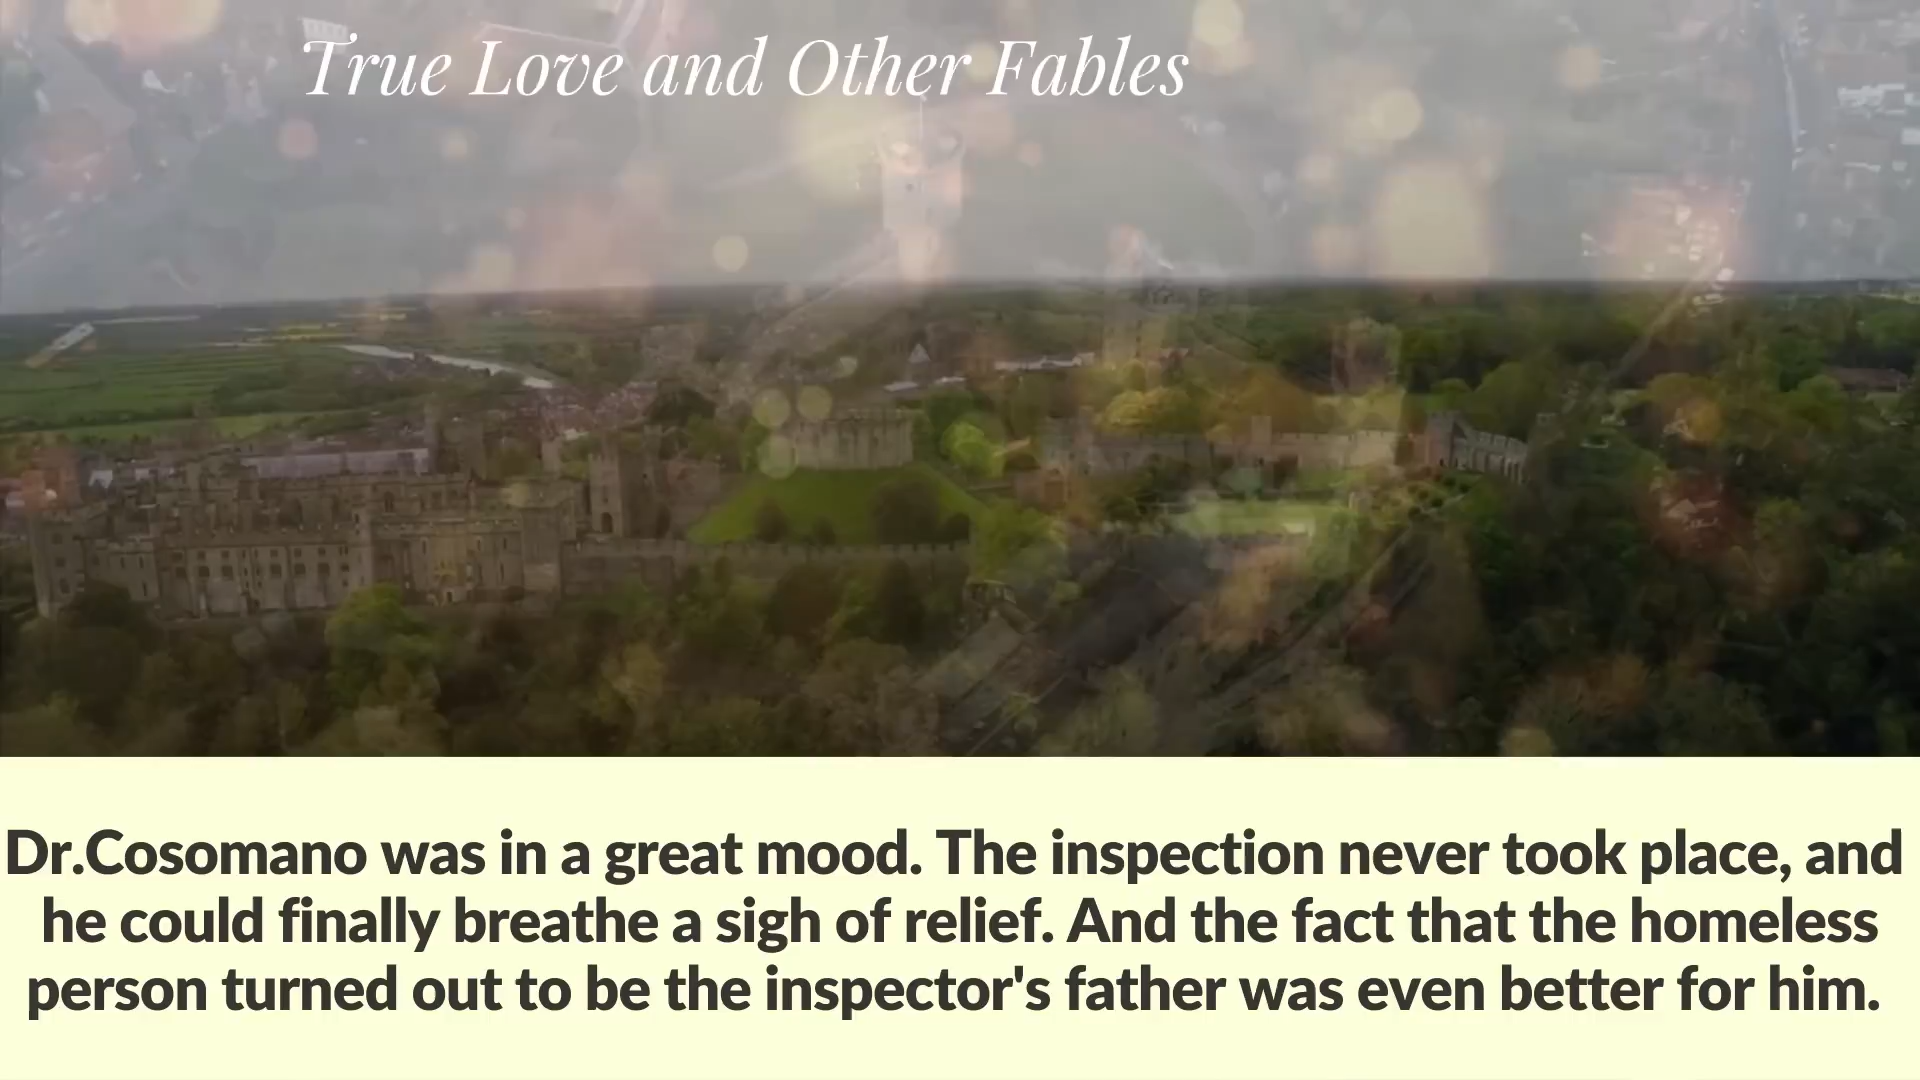 True Love and Other Fables
Dr.Cosomano was in a great mood. The inspection never took place, and
he could finally breathe a sigh of relief. And the fact that the homeless
person turned out to be the inspector's father was even better for him.